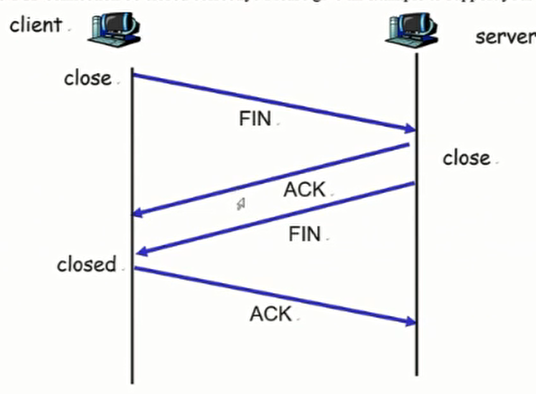 client
server
close
FIN
close
ACK
FIN
closed
ACK